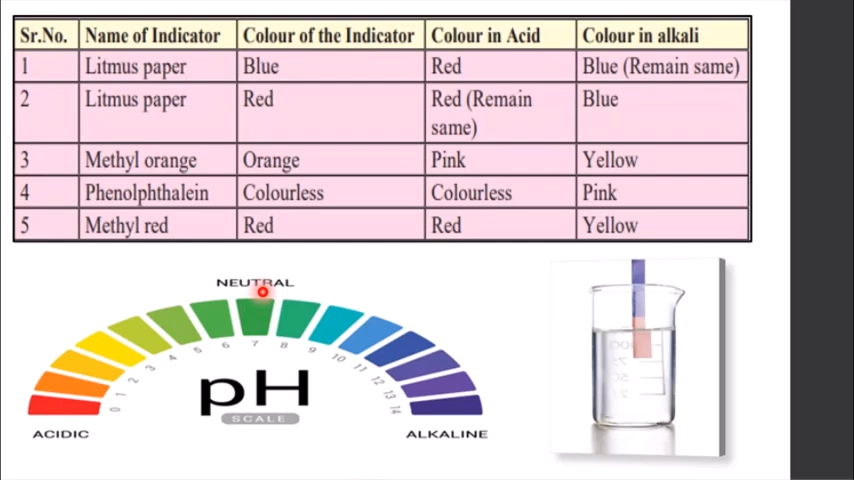 Sr.No. Name of Indicator Colour of the Indicator Colour in Acid Colour in alkali
1 Litmus paper Blue Red Blue (Remain same)
2 Litmus paper Red Red (Remain same) Blue
3 Methyl orange Orange Pink Yellow
4 Phenolphthalein Colourless Colourless Pink
5 Methyl red Red Red Yellow
NEUTRAL
0 1 2 3 4 5 6 7 8 9 10 11 12 13 14
pH
SCALE
ACIDIC ALKALINE